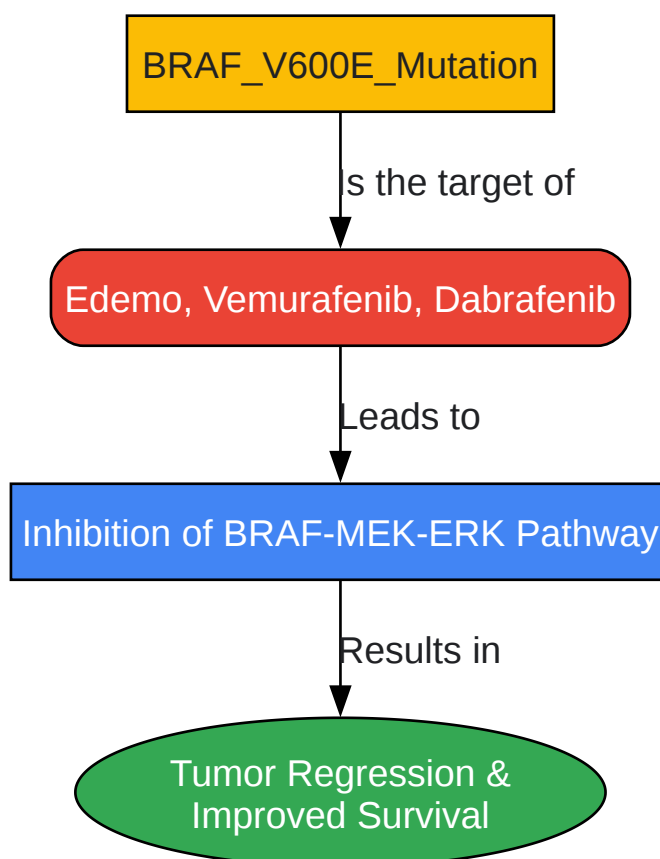 BRAF_V600E_Mutation
Is the target of
Edemo, Vemurafenib, Dabrafenib
Leads to
Inhibition of BRAF-MEK-ERK Pathway
Results in
Tumor Regression &
Improved Survival